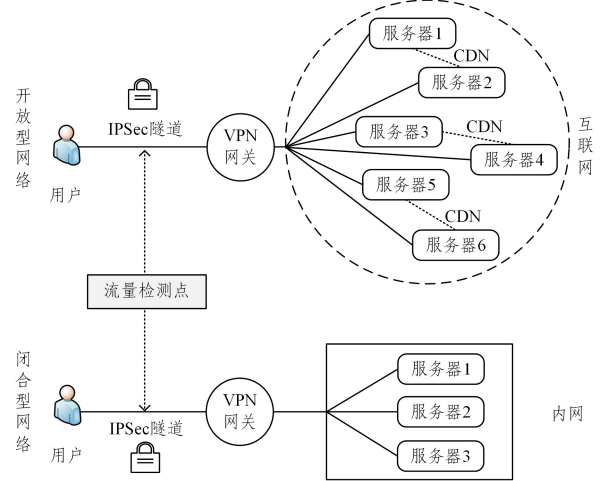 开放型网络
用户
IPSec隧道
VPN
网关
服务器1
CDN
服务器2
服务器3
CDN
服务器4
服务器5
CDN
服务器6
互联网
流量检测点
闭合型网络
用户
IPSec隧道
VPN
网关
服务器1
服务器2
服务器3
内网